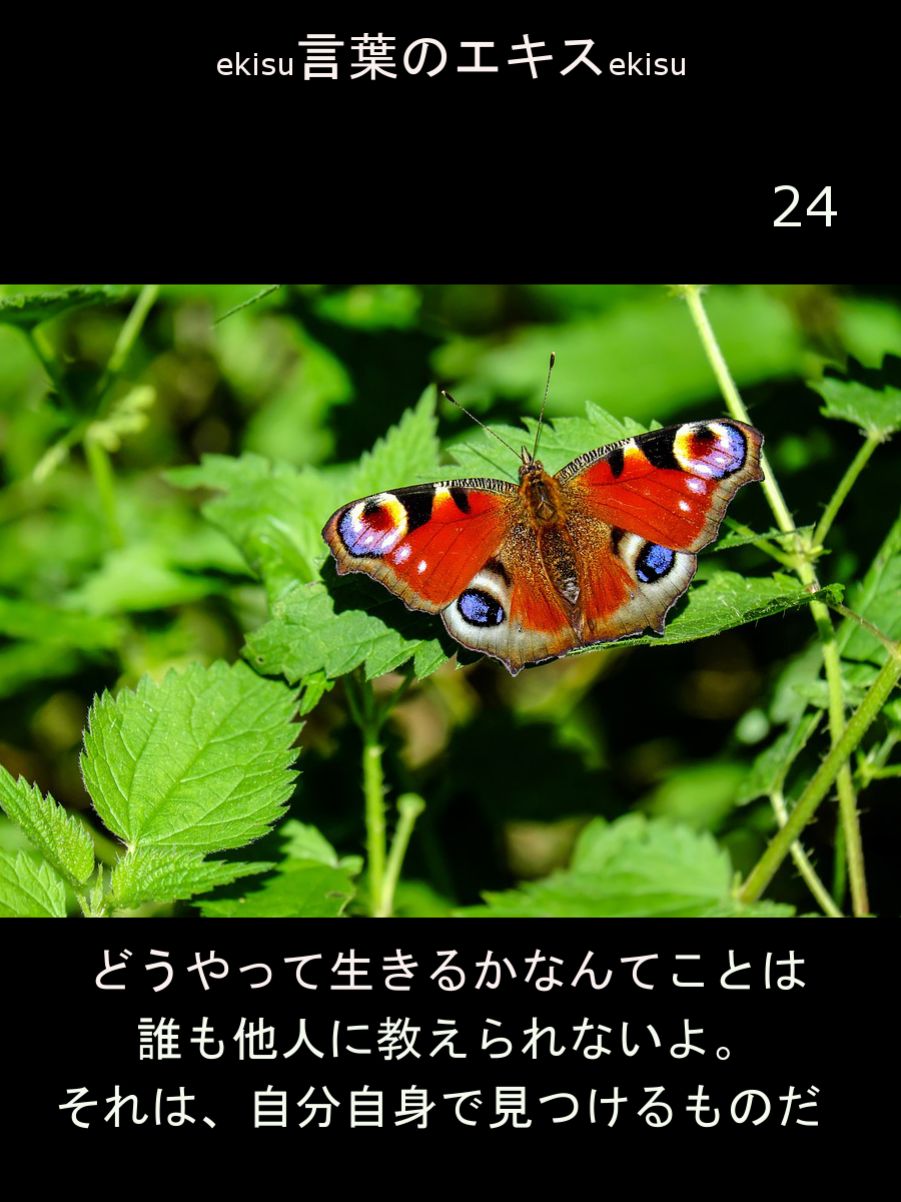 ekisu言葉のエキスekisu
24
どうやって生きるかなんてことは
誰も他人に教えられないよ。
それは、自分自身で見つけるものだ